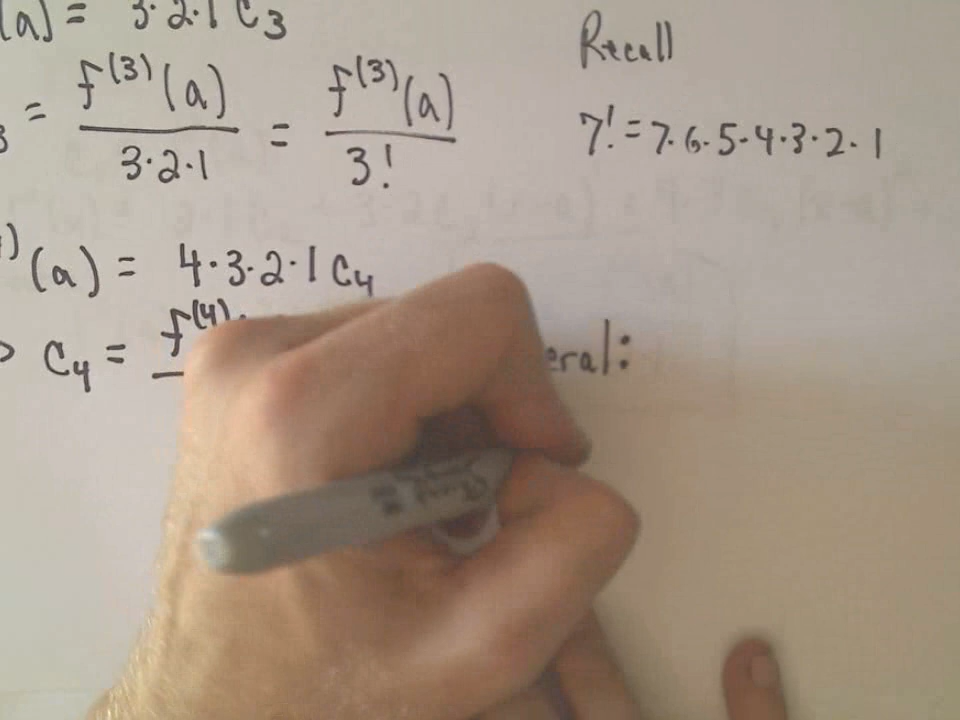 (a) = 3·2·1 C₃
Recall
= f⁽³⁾(a) / 3·2·1 = f⁽³⁾(a) / 3!
7! = 7·6·5·4·3·2·1
(a) = 4·3·2·1 C₄
C₄ = f⁽⁴⁾
eral: